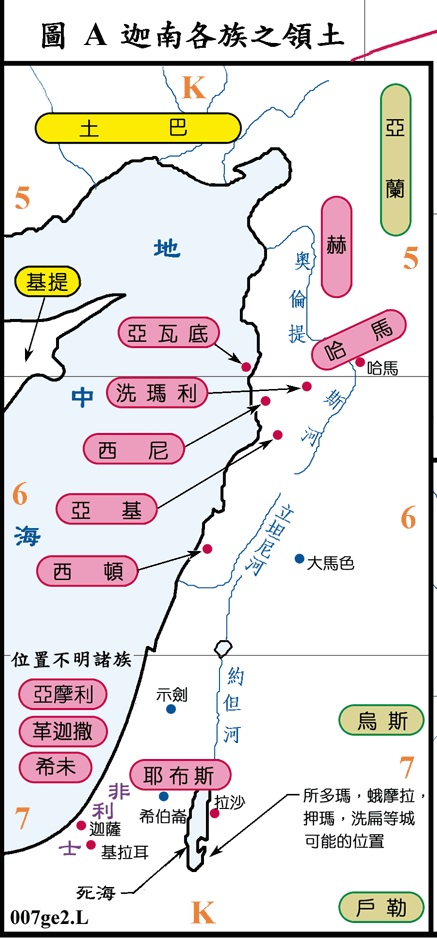 圖 A 迦南各族之領土
K
土 巴
亞蘭
5
地
赫
5
奧倫提
基提
哈馬
亞瓦底
哈馬
中
洗瑪利
斯河
西尼
6
亞基
6
海
立坦尼河
西頓
大馬色
位置不明諸族
約但河
亞摩利
示劍
革迦撒
烏斯
希未
耶布斯
7
非利士
希伯崙
拉沙
所多瑪，蛾摩拉，
押瑪，洗扁等城
可能的位置
7
迦薩
基拉耳
死海
K
戶勒
007ge2.L